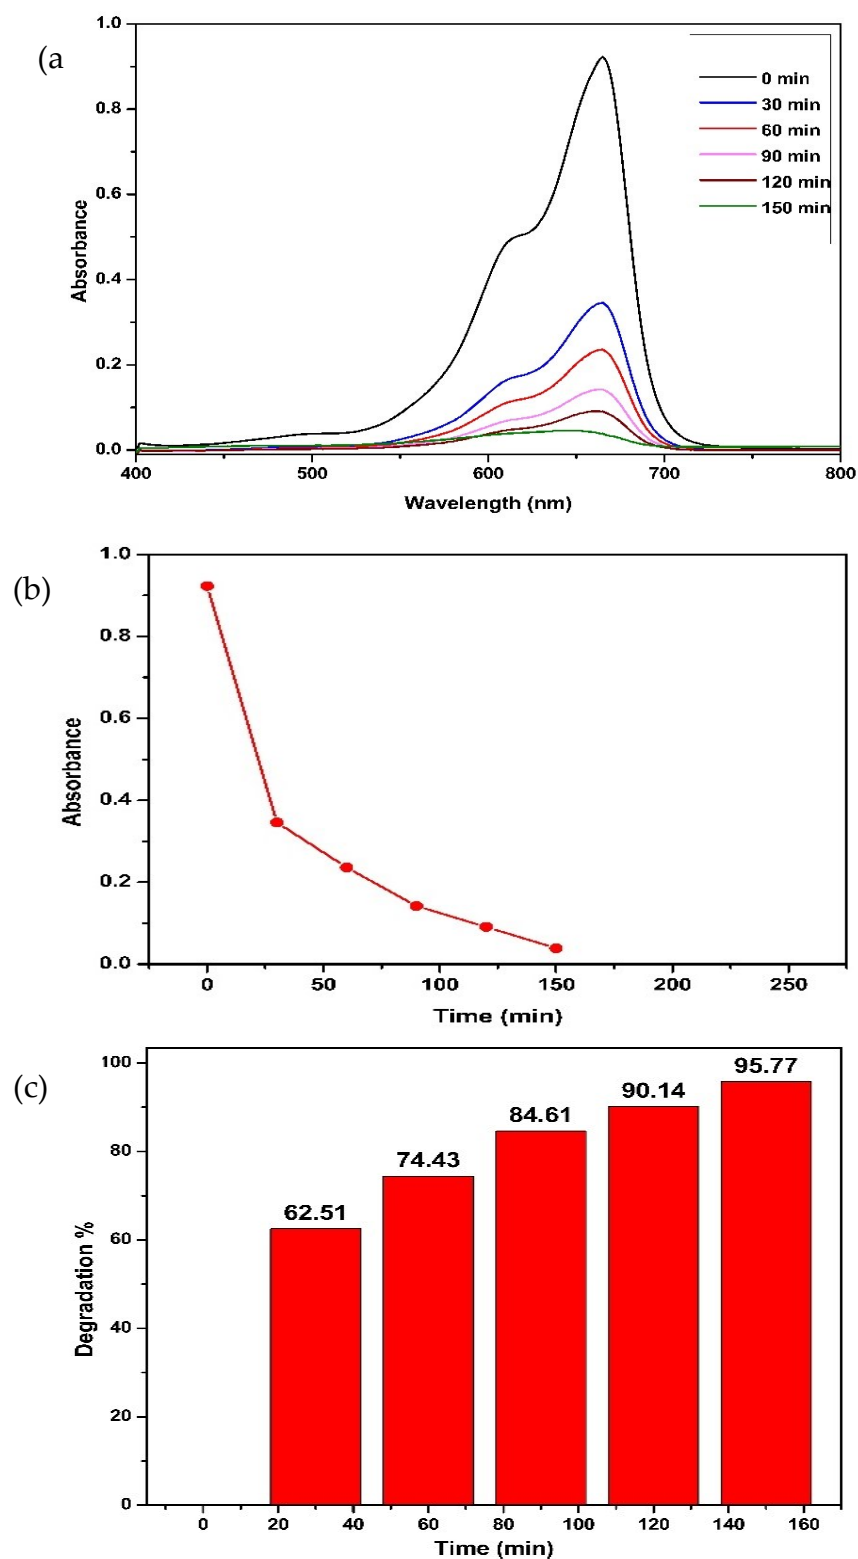 (a
1.0
0.8
0.6
0.4
0.2
0.0
Absorbance
0 min
30 min
60 min
90 min
120 min
150 min
400 500 600 700 800
Wavelength (nm)
(b)
1.0
0.8
0.6
0.4
0.2
0.0
Absorbance
0 50 100 150 200 250
Time (min)
(c)
100
80
60
40
20
0
Degradation %
62.51
74.43
84.61
90.14
95.77
0 20 40 60 80 100 120 140 160
Time (min)